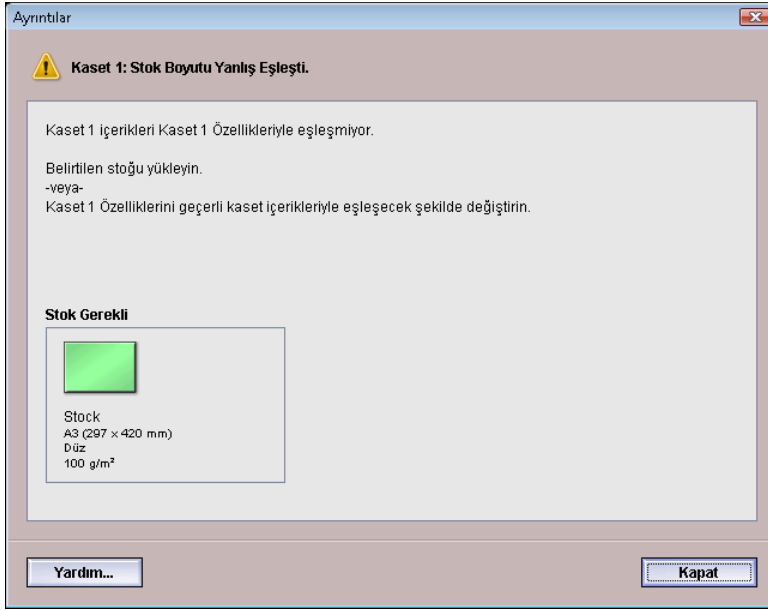 Ayrıntılar
Kaset 1: Stok Boyutu Yanlış Eşleşti.
Kaset 1 içerikleri Kaset 1 Özellikleriyle eşleşmiyor.
Belirtilen stoğu yükleyin.
-veya-
Kaset 1 Özelliklerini geçerli kaset içerikleriyle eşleşecek şekilde değiştirin.
Stok Gerekli
Stock
A3 (297 x 420 mm)
Düz
100 g/m²
Yardım...
Kapat